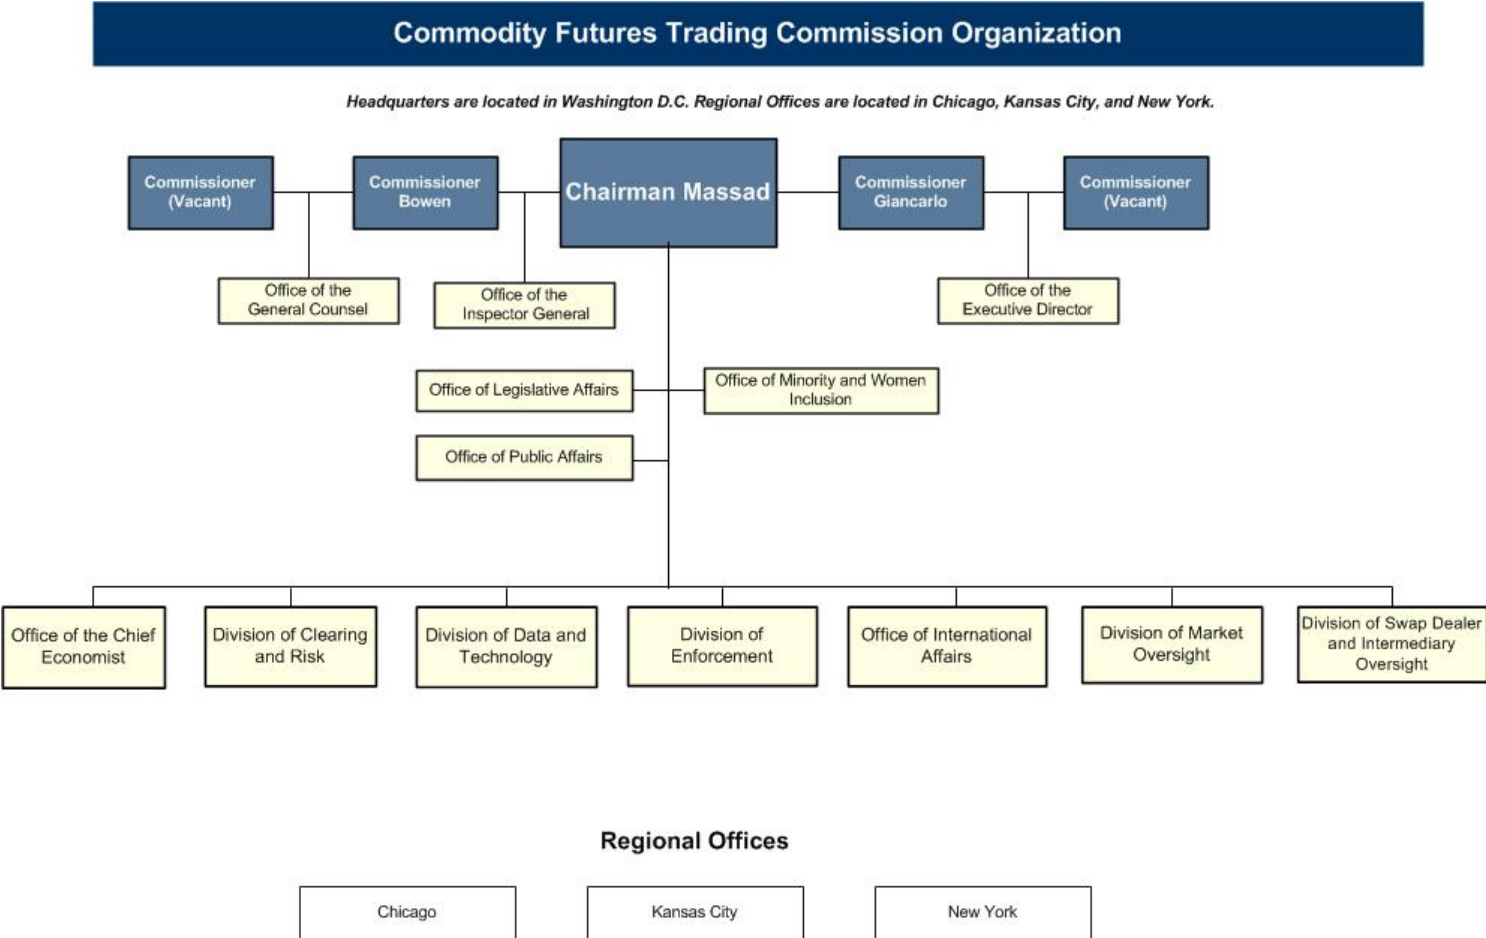 Commodity Futures Trading Commission Organization
Headquarters are located in Washington D.C. Regional Offices are located in Chicago, Kansas City, and New York.
Commissioner
(Vacant)
Commissioner
Bowen
Chairman Massad
Commissioner
Giancarlo
Commissioner
(Vacant)
Office of the
General Counsel
Office of the
Inspector General
Office of the
Executive Director
Office of Legislative Affairs
Office of Minority and Women
Inclusion
Office of Public Affairs
Office of the Chief
Economist
Division of Clearing
and Risk
Division of Data and
Technology
Division of
Enforcement
Office of International
Affairs
Division of Market
Oversight
Division of Swap Dealer
and Intermediary
Oversight
Regional Offices
Chicago
Kansas City
New York